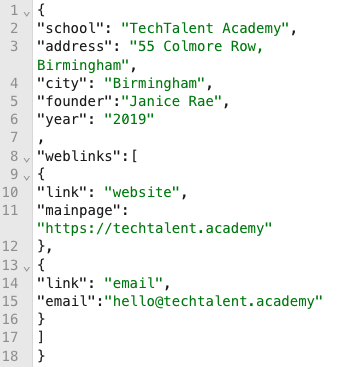 1 {
2 "school": "TechTalent Academy",
3 "address": "55 Colmore Row,
Birmingham",
4 "city": "Birmingham",
5 "founder":"Janice Rae",
6 "year": "2019"
7 ,
8 "weblinks":[
9 {
10 "link": "website",
11 "mainpage":
"https://techtalent.academy"
12 },
13 {
14 "link": "email",
15 "email":"hello@techtalent.academy"
16 }
17 ]
18 }